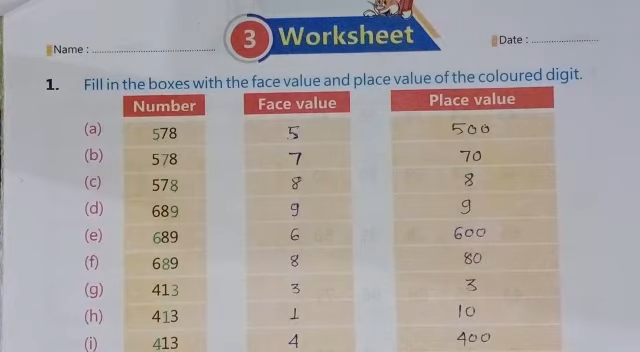 3 Worksheet
Name : ........................ Date : ........................
1. Fill in the boxes with the face value and place value of the coloured digit.
Number Face value Place value
(a) 578 5 500
(b) 578 7 70
(c) 578 8 8
(d) 689 9 9
(e) 689 6 600
(f) 689 8 80
(g) 413 3 3
(h) 413 1 10
(i) 413 4 400